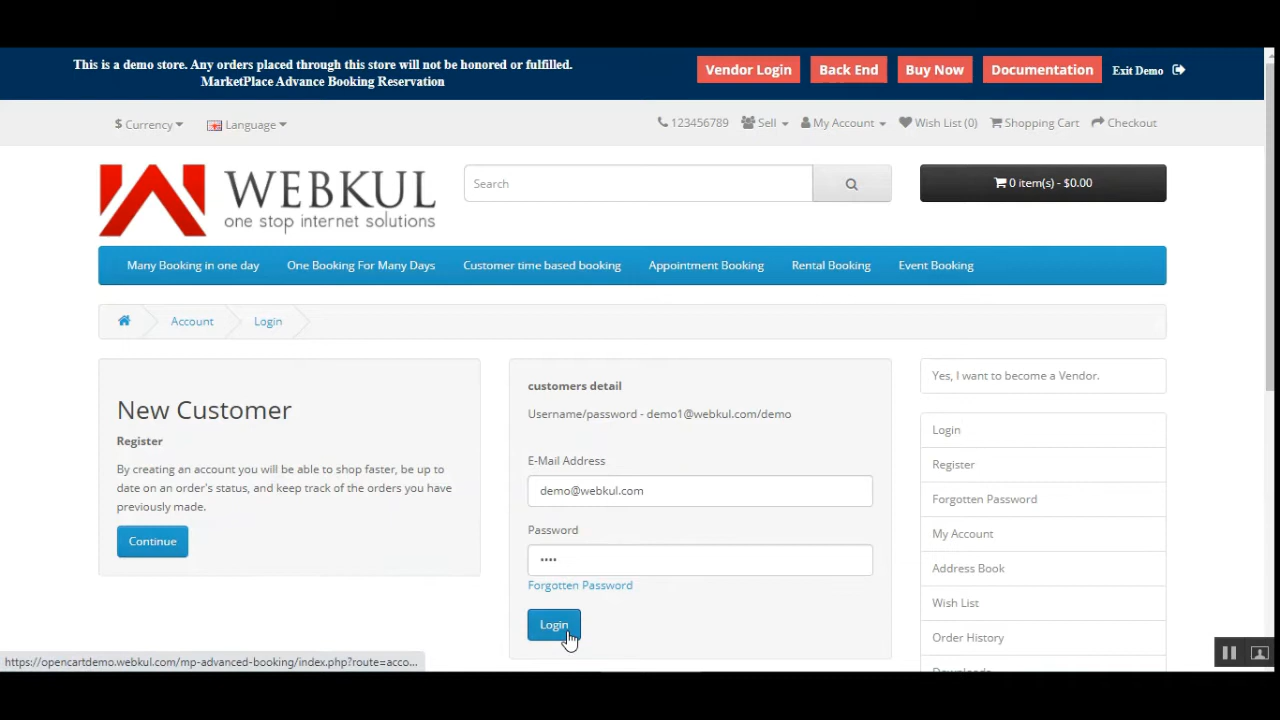 This is a demo store. Any orders placed through this store will not be honored or fulfilled.
MarketPlace Advance Booking Reservation
Vendor Login
Back End
Buy Now
Documentation
Exit Demo
$ Currency
Language
123456789
Sell
My Account
Wish List (0)
Shopping Cart
Checkout
WEBKUL
one stop internet solutions
Search
0 item(s) - $0.00
Many Booking in one day
One Booking For Many Days
Customer time based booking
Appointment Booking
Rental Booking
Event Booking
Account
Login
New Customer
Register
By creating an account you will be able to shop faster, be up to
date on an order's status, and keep track of the orders you have
previously made.
Continue
customers detail
Username/password - demo1@webkul.com/demo
E-Mail Address
demo@webkul.com
Password
••••
Forgotten Password
Login
Yes, I want to become a Vendor.
Login
Register
Forgotten Password
My Account
Address Book
Wish List
Order History
https://opencartdemo.webkul.com/mp-advanced-booking/index.php?route=acco...